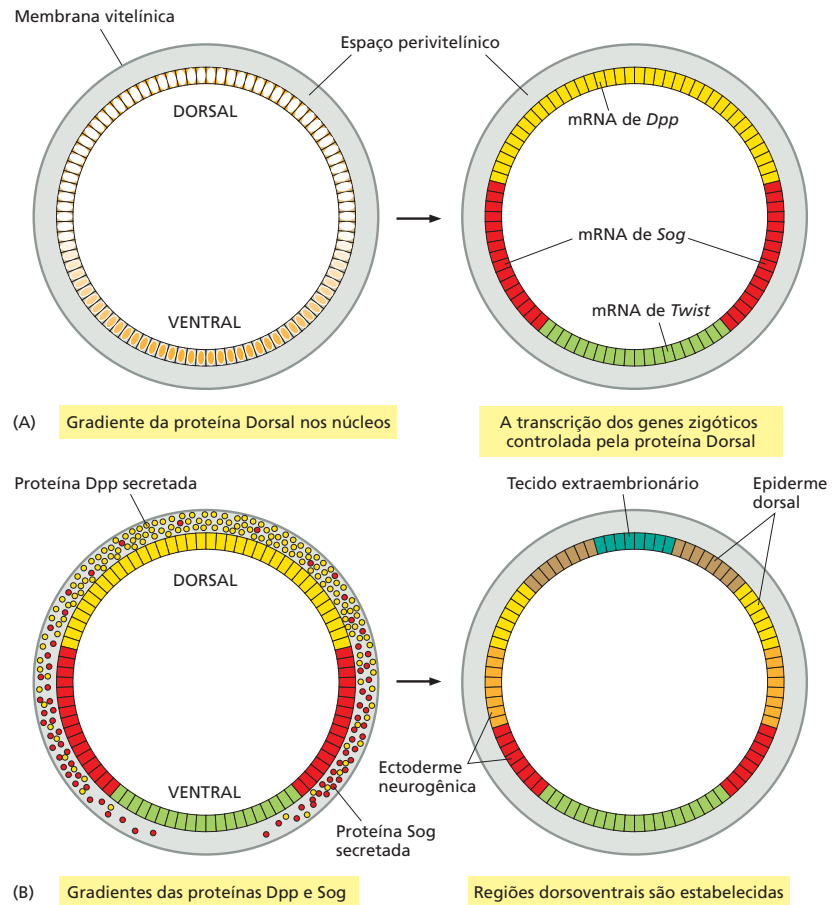 Membrana vitelínica
Espaço perivitelínico
DORSAL
VENTRAL
mRNA de Dpp
mRNA de Sog
mRNA de Twist
(A) Gradiente da proteína Dorsal nos núcleos
A transcrição dos genes zigóticos
controlada pela proteína Dorsal
Proteína Dpp secretada
DORSAL
VENTRAL
Proteína Sog
secretada
Tecido extraembrionário
Epiderme
dorsal
Ectoderme
neurogênica
(B) Gradientes das proteínas Dpp e Sog
Regiões dorsoventrais são estabelecidas